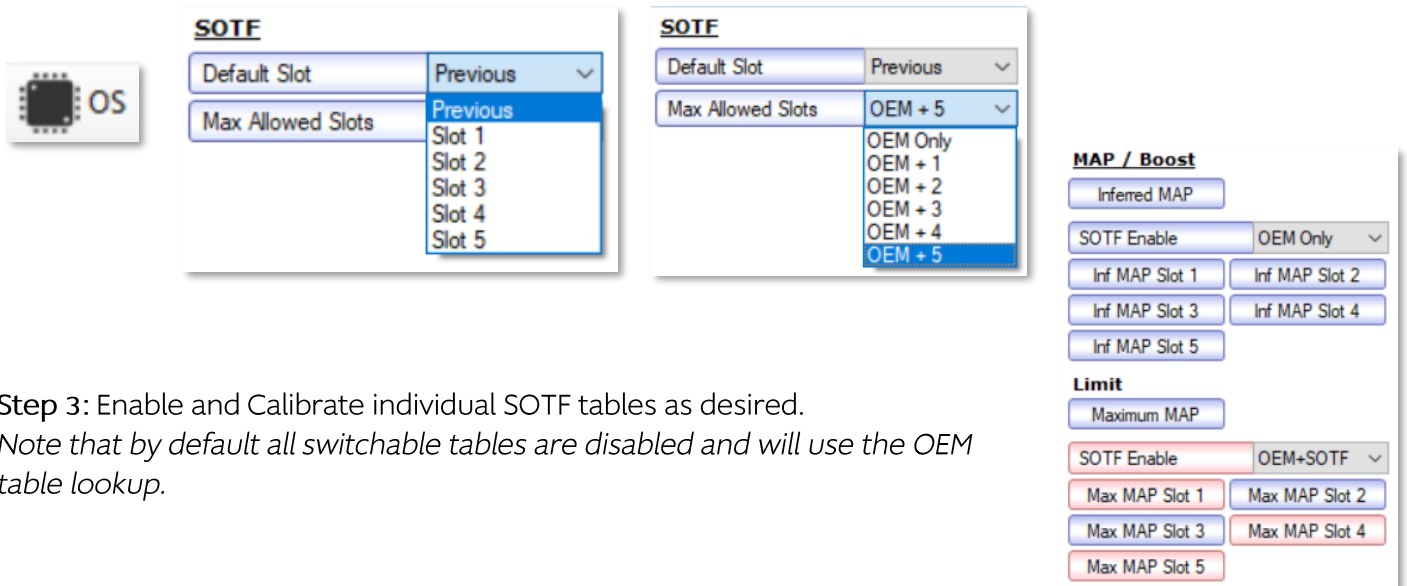 OS
SOTF
Default Slot Previous
Max Allowed Slots Previous
Slot 1
Slot 2
Slot 3
Slot 4
Slot 5
SOTF
Default Slot Previous
Max Allowed Slots OEM + 5
OEM Only
OEM + 1
OEM + 2
OEM + 3
OEM + 4
OEM + 5
MAP / Boost
Inferred MAP
SOTF Enable OEM Only
Inf MAP Slot 1 Inf MAP Slot 2
Inf MAP Slot 3 Inf MAP Slot 4
Inf MAP Slot 5
Limit
Maximum MAP
SOTF Enable OEM+SOTF
Max MAP Slot 1 Max MAP Slot 2
Max MAP Slot 3 Max MAP Slot 4
Max MAP Slot 5
Step 3: Enable and Calibrate individual SOTF tables as desired.
Note that by default all switchable tables are disabled and will use the OEM
table lookup.